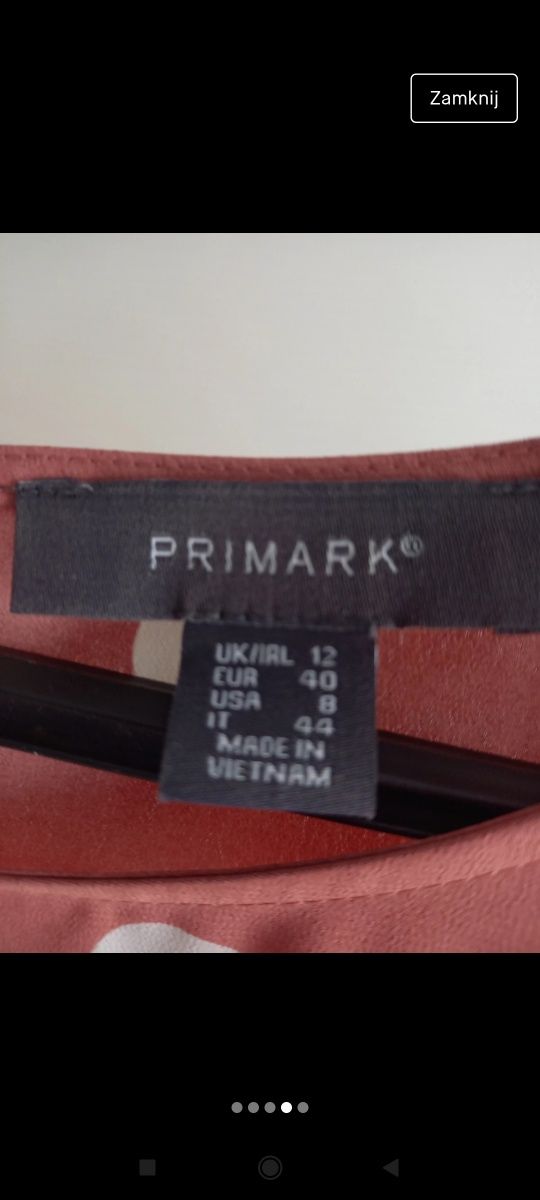 Zamknij
PRIMARK®
UK/IRL 12
EUR 40
USA 8
IT 44
MADE IN
VIETNAM